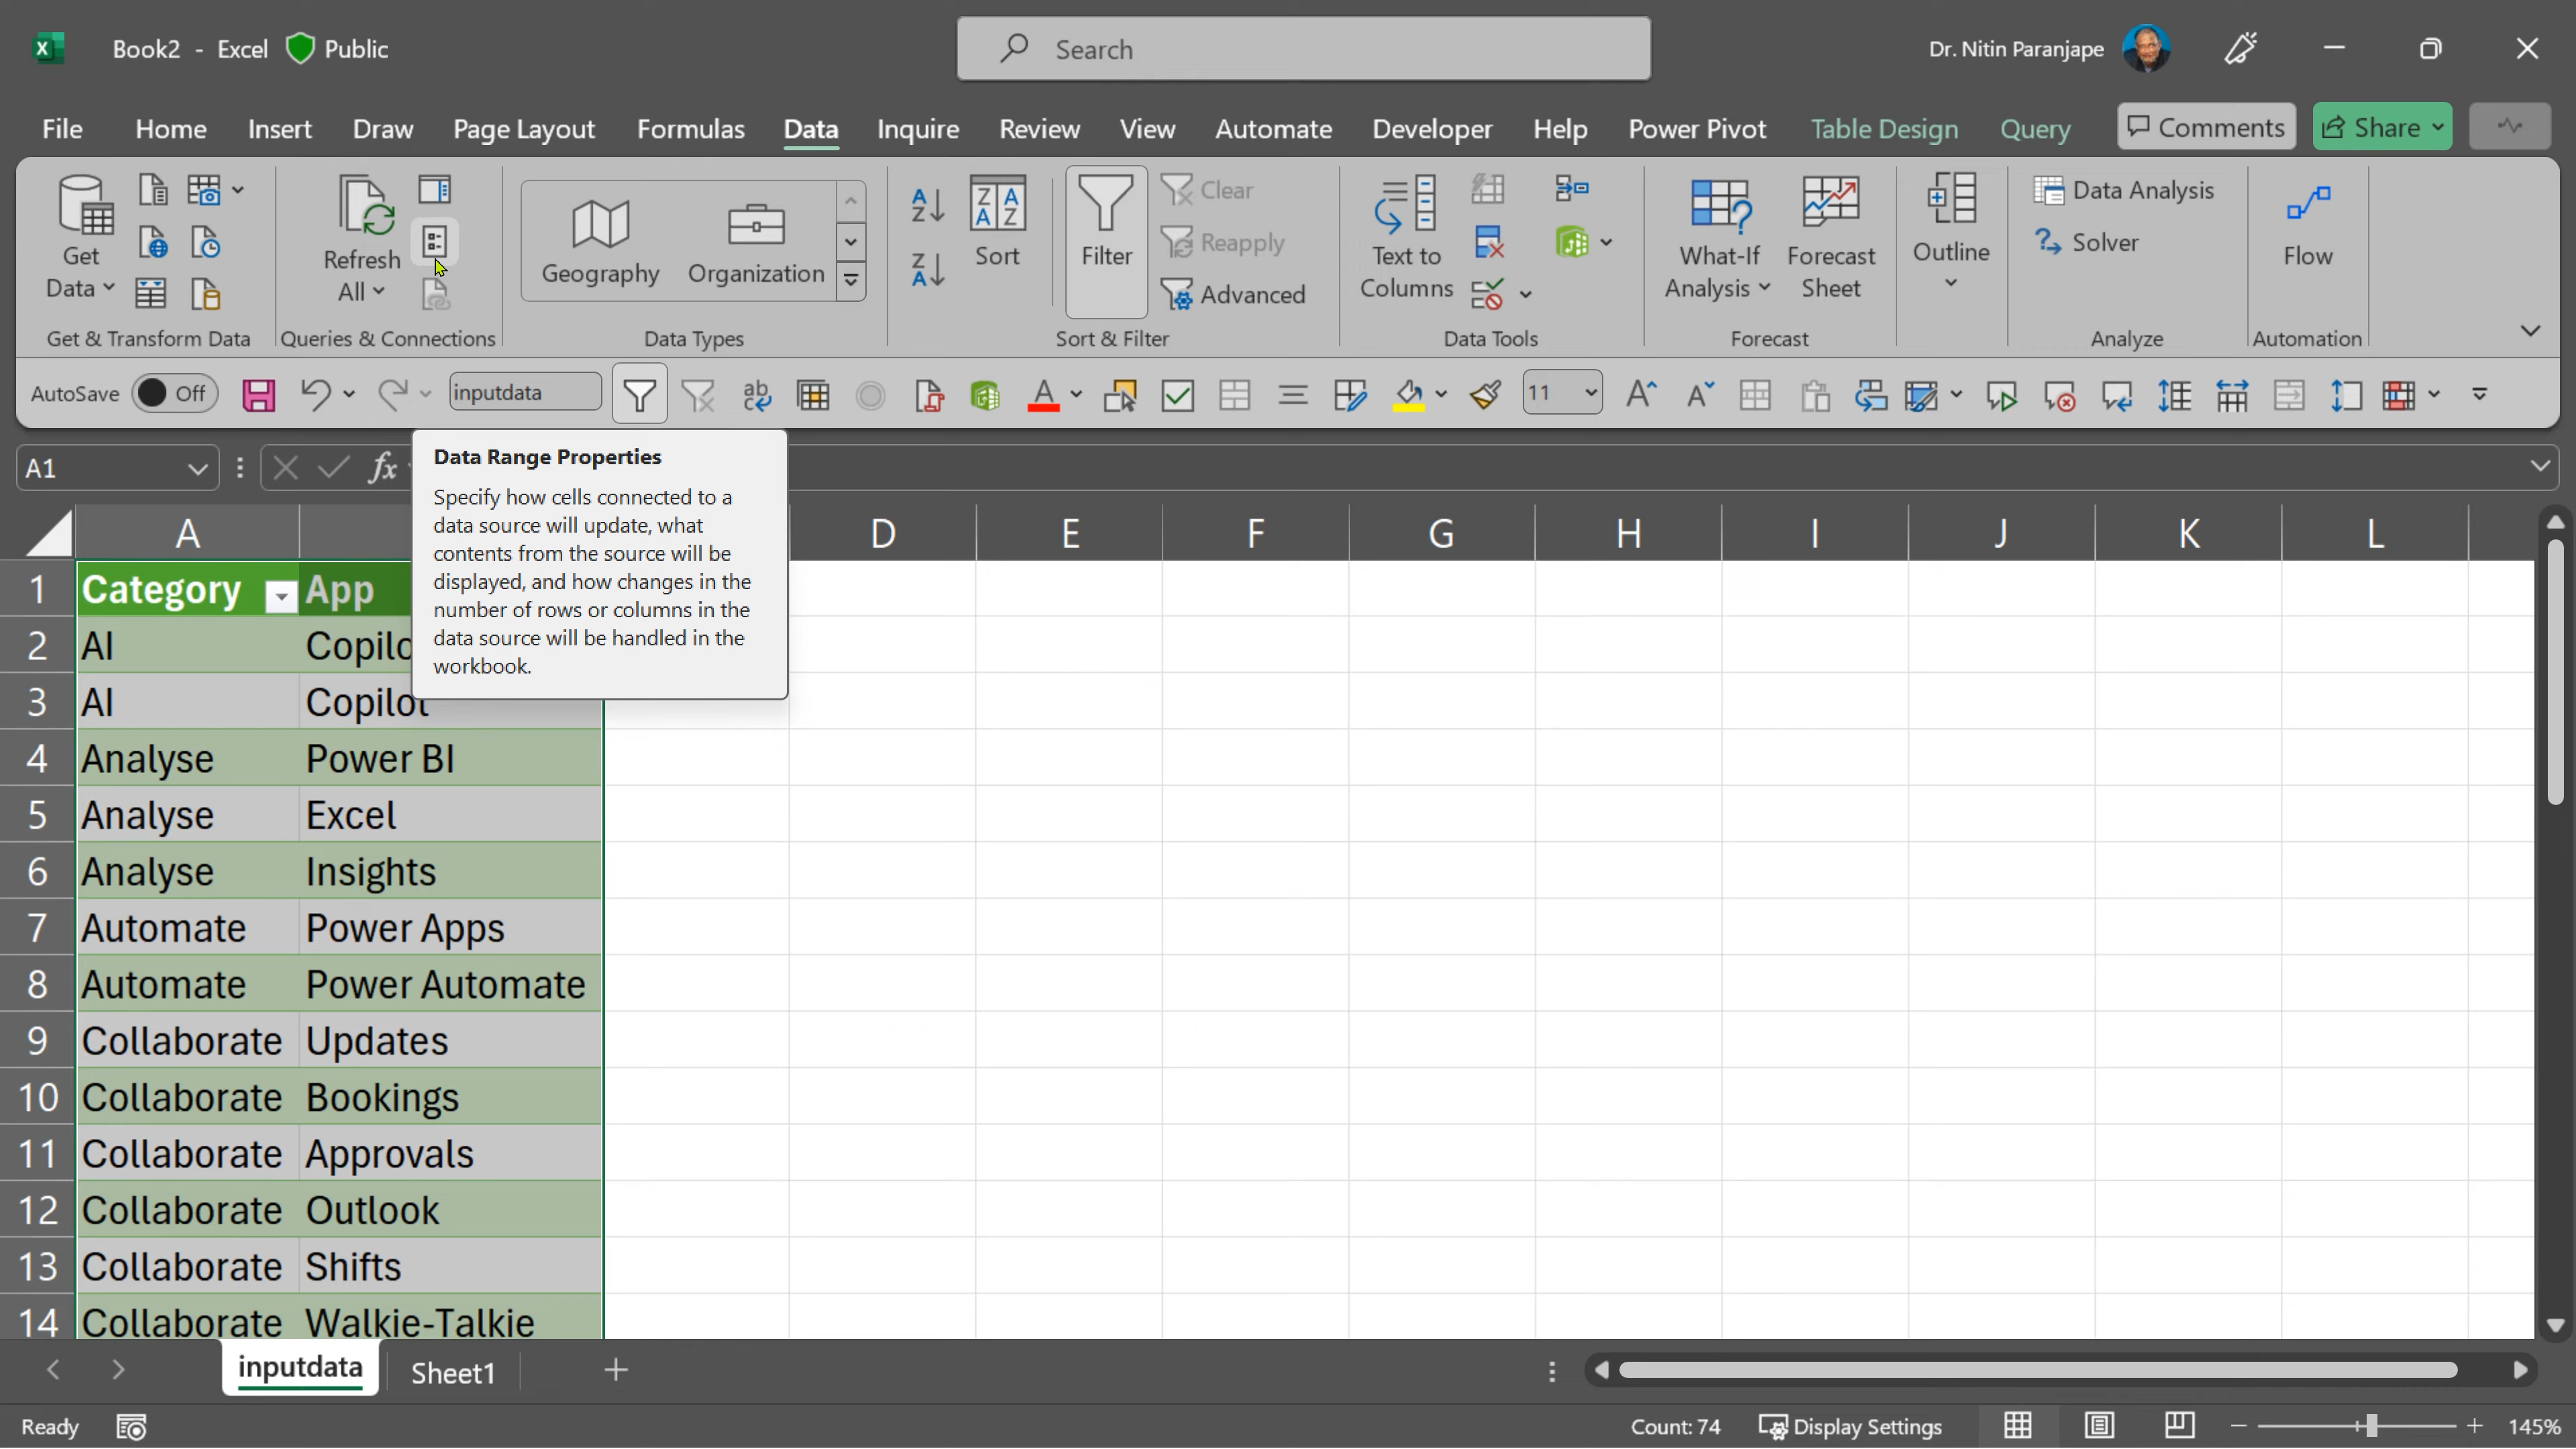 Book2 - Excel Public
Search
Dr. Nitin Paranjape
File Home Insert Draw Page Layout Formulas Data Inquire Review View Automate Developer Help Power Pivot Table Design Query Comments Share
Get Data
Refresh All
Geography
Organization
A Z
Z A
Z A A Z
Sort
Filter
Clear
Reapply
Advanced
Text to Columns
What-If Analysis
Forecast Sheet
Outline
Data Analysis
Solver
Flow
Get & Transform Data Queries & Connections Data Types Sort & Filter Data Tools Forecast Analyze Automation
AutoSave Off inputdata ab A 11 A A
A1 fx
Data Range Properties
Specify how cells connected to a
data source will update, what
contents from the source will be
displayed, and how changes in the
number of rows or columns in the
data source will be handled in the
workbook.
A D E F G H I J K L
1 Category App
2 AI Copilo
3 AI Copilot
4 Analyse Power BI
5 Analyse Excel
6 Analyse Insights
7 Automate Power Apps
8 Automate Power Automate
9 Collaborate Updates
10 Collaborate Bookings
11 Collaborate Approvals
12 Collaborate Outlook
13 Collaborate Shifts
14 Collaborate Walkie-Talkie
inputdata Sheet1
Ready Count: 74 Display Settings 145%